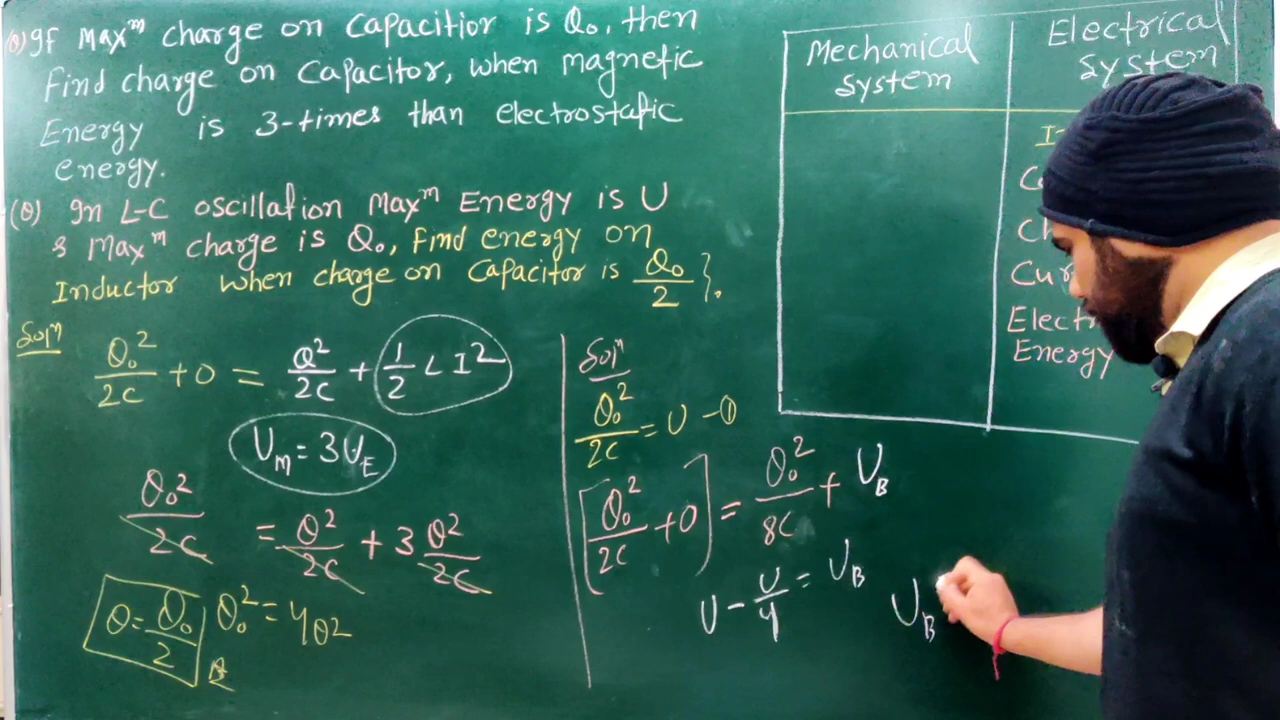 (Q) If Maxᵐ charge on capacitior is Q₀, then
Find charge on Capacitor, when magnetic
Energy is 3-times than electrostatic
energy.
(Q) In L-C oscillation Maxᵐ Energy is U
& Maxᵐ charge is Q₀, Find energy on
Inductor when charge on Capacitor is Q₀/2 }.
Solⁿ
Q₀²/2C + 0 = Q²/2C + 1/2 L I²
U_m = 3U_E
Q₀²/2C = Q²/2C + 3 Q²/2C
Q₀² = 4Q²
Q = Q₀/2
Solⁿ
Q₀²/2C = U -①
[Q₀²/2C + 0] = Q₀²/8C + U_B
U - U/4 = U_B
U_B
Mechanical
System
Electrical
System
Energy